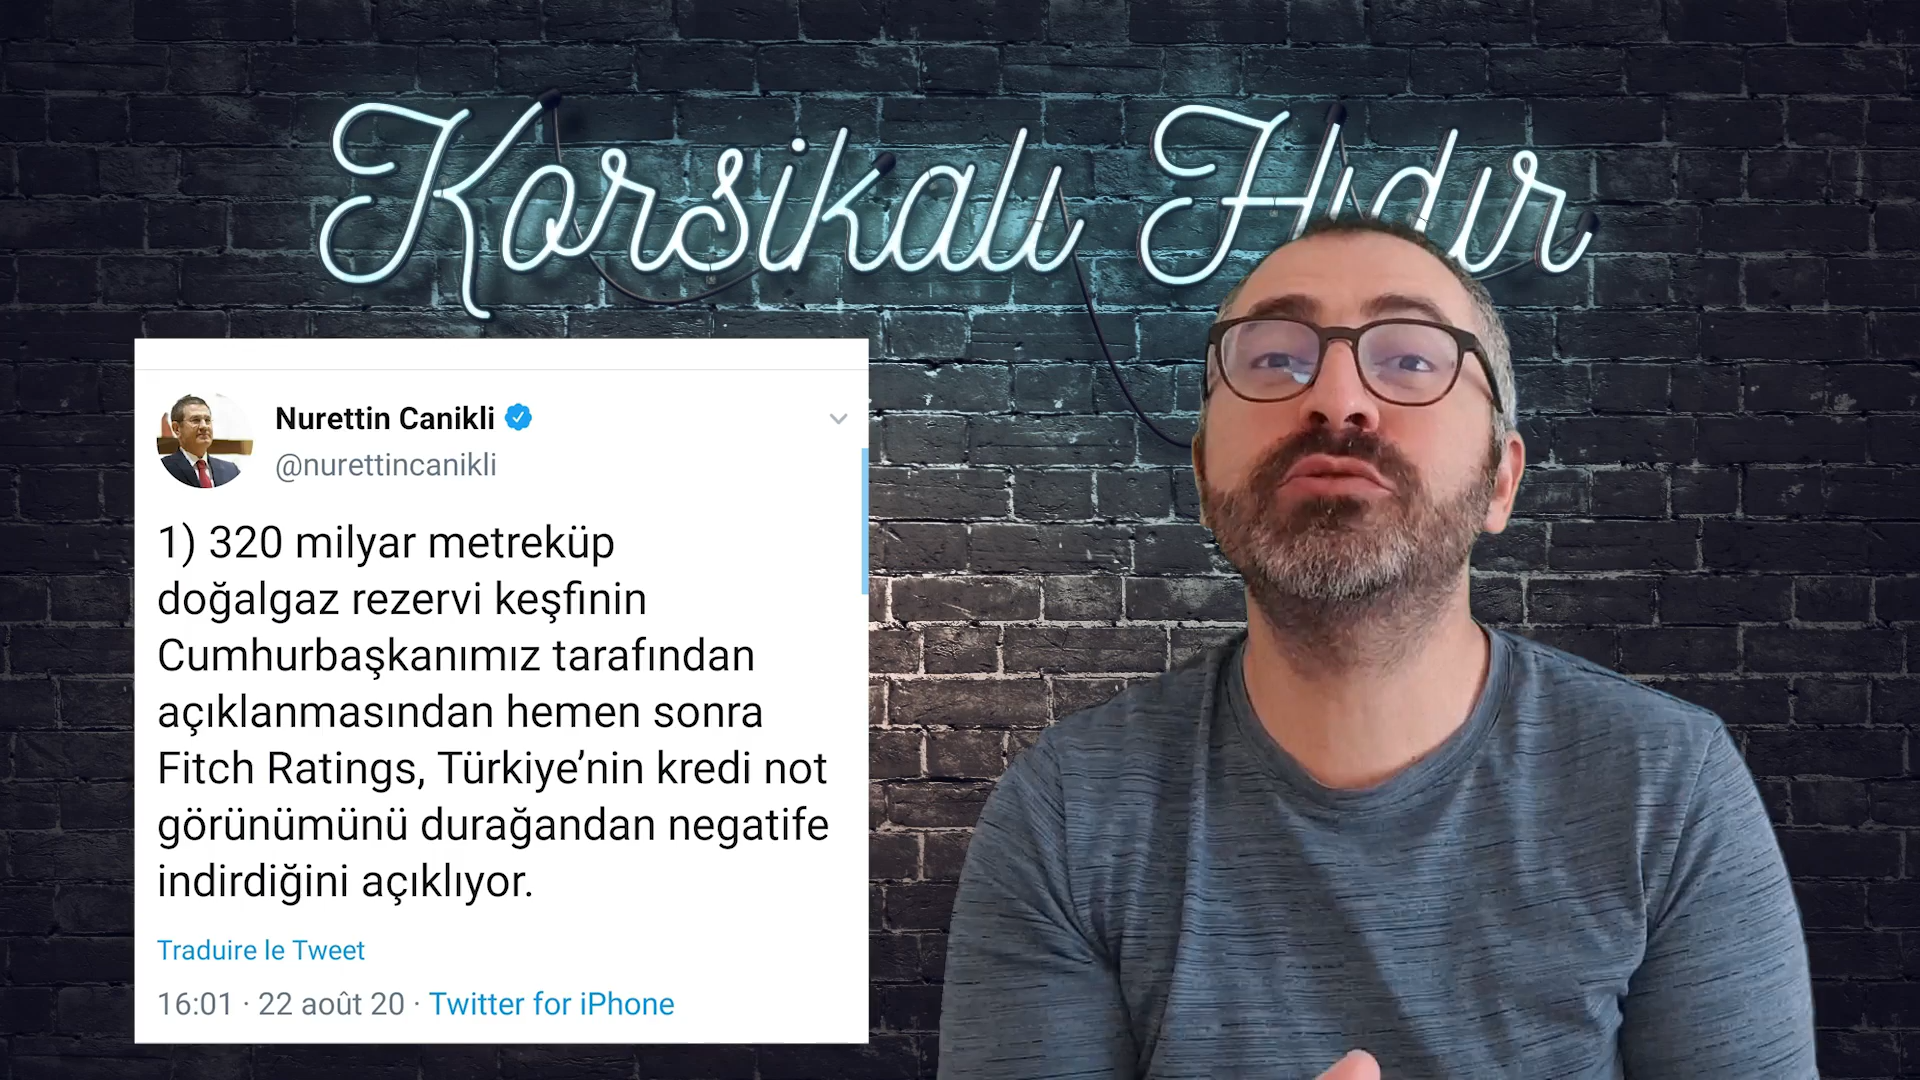 Korsikalı Hıdır
Nurettin Canikli
@nurettincanikli
1) 320 milyar metreküp
doğalgaz rezervi keşfinin
Cumhurbaşkanımız tarafından
açıklanmasından hemen sonra
Fitch Ratings, Türkiye’nin kredi not
görünümünü durağandan negatife
indirdiğini açıklıyor.
Traduire le Tweet
16:01 · 22 août 20 · Twitter for iPhone